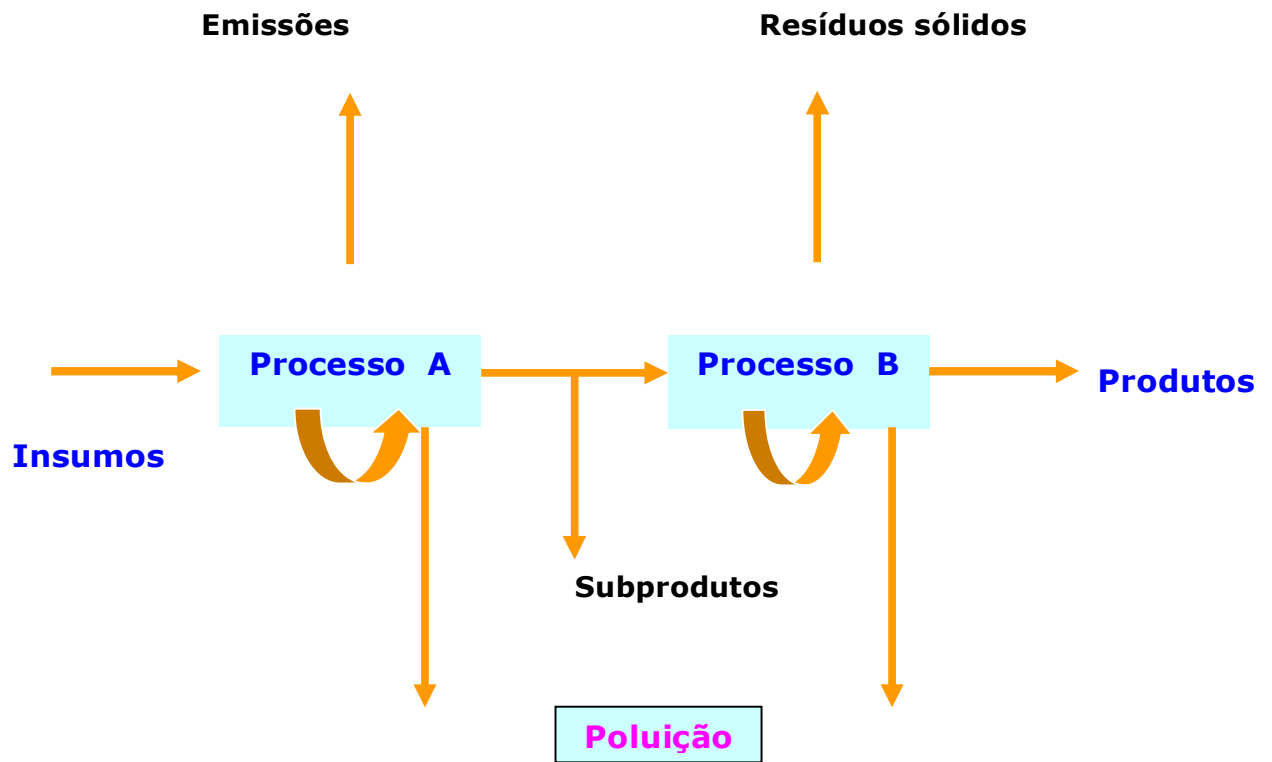 Emissões
Resíduos sólidos
Processo A
Processo B
Produtos
Insumos
Subprodutos
Poluição